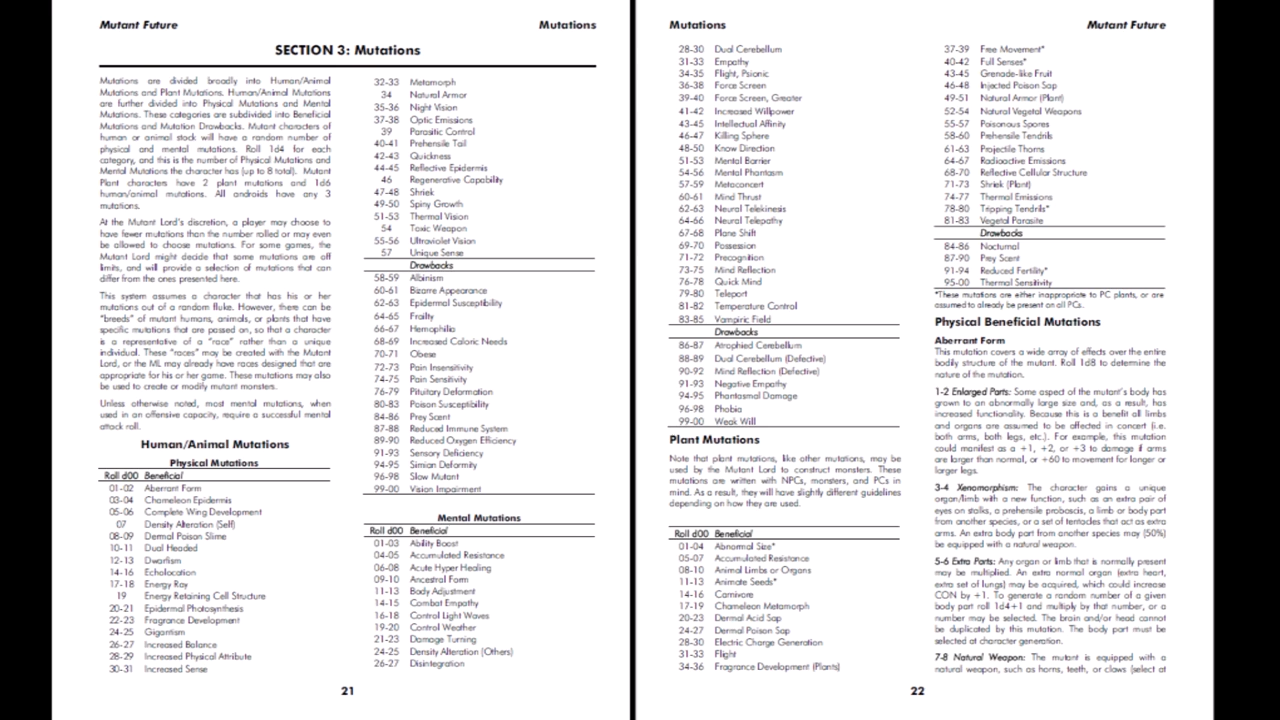 Mutant Future
Mutations
SECTION 3: Mutations
Mutations are divided broadly into Human/Animal
Mutations and Plant Mutations. Human/Animal Mutations
are further divided into Physical Mutations and Mental
Mutations. These categories are subdivided into Beneficial
Mutations and Mutation Drawbacks. Mutant characters of
human or animal stock will have a random number of
physical and mental mutations. Roll 1d4 for each
category, and this is the number of Physical Mutations and
Mental Mutations the character has (up to 8 total). Mutant
Plant characters have 2 plant mutations and 1d6
human/animal mutations. All androids have any 3
mutations.
At the Mutant Lord's discretion, a player may choose to
have fewer mutations than the number rolled or may even
be allowed to choose mutations. For some games, the
Mutant Lord might decide that some mutations are off
limits, and will provide a selection of mutations that can
differ from the ones presented here.
This system assumes a character that has his or her
mutations out of a random fluke. However, there can be
"breeds" of mutant humans, animals, or plants that have
specific mutations that are passed on, so that a character
is a representative of a "race" rather than a unique
individual. These "races" may be created with the Mutant
Lord, or the ML may already have races designed that are
appropriate for his or her game. These mutations may also
be used to create or modify mutant monsters.
Unless otherwise noted, most mental mutations, when
used in an offensive capacity, require a successful mental
attack roll.
Human/Animal Mutations
Physical Mutations
Roll d00 Beneficial
01-02 Aberrant Form
03-04 Chameleon Epidermis
05-06 Complete Wing Development
07 Density Alteration (Self)
08-09 Dermal Poison Slime
10-11 Dual Headed
12-13 Dwarfism
14-16 Echolocation
17-18 Energy Ray
19 Energy Retaining Cell Structure
20-21 Epidermal Photosynthesis
22-23 Fragrance Development
24-25 Gigantism
26-27 Increased Balance
28-29 Increased Physical Attribute
30-31 Increased Sense
32-33 Metamorph
34 Natural Armor
35-36 Night Vision
37-38 Optic Emissions
39 Parasitic Control
40-41 Prehensile Tail
42-43 Quickness
44-45 Reflective Epidermis
46 Regenerative Capability
47-48 Shriek
49-50 Spiny Growth
51-53 Thermal Vision
54 Toxic Weapon
55-56 Ultraviolet Vision
57 Unique Sense
Drawbacks
58-59 Albinism
60-61 Bizarre Appearance
62-63 Epidermal Susceptibility
64-65 Frailty
66-67 Hemophilia
68-69 Increased Caloric Needs
70-71 Obese
72-73 Pain Insensitivity
74-75 Pain Sensitivity
76-79 Pituitary Deformation
80-83 Poison Susceptibility
84-86 Prey Scent
87-88 Reduced Immune System
89-90 Reduced Oxygen Efficiency
91-93 Sensory Deficiency
94-95 Simian Deformity
96-98 Slow Mutant
99-00 Vision Impairment
Mental Mutations
Roll d00 Beneficial
01-03 Ability Boost
04-05 Accumulated Resistance
06-08 Acute Hyper Healing
09-10 Ancestral Form
11-13 Body Adjustment
14-15 Combat Empathy
16-18 Control Light Waves
19-20 Control Weather
21-23 Damage Turning
24-25 Density Alteration (Others)
26-27 Disintegration
21
Mutations
Mutant Future
28-30 Dual Cerebellum
31-33 Empathy
34-35 Flight, Psionic
36-38 Force Screen
39-40 Force Screen, Greater
41-42 Increased Willpower
43-45 Intellectual Affinity
46-47 Killing Sphere
48-50 Know Direction
51-53 Mental Barrier
54-56 Mental Phantasm
57-59 Metaconcert
60-61 Mind Thrust
62-63 Neural Telekinesis
64-66 Neural Telepathy
67-68 Plane Shift
69-70 Possession
71-72 Precognition
73-75 Mind Reflection
76-78 Quick Mind
79-80 Teleport
81-82 Temperature Control
83-85 Vampiric Field
Drawbacks
86-87 Atrophied Cerebellum
88-89 Dual Cerebellum (Defective)
90-92 Mind Reflection (Defective)
91-93 Negative Empathy
94-95 Phantasmal Damage
96-98 Phobia
99-00 Weak Will
Plant Mutations
Note that plant mutations, like other mutations, may be
used by the Mutant Lord to construct monsters. These
mutations are written with NPCs, monsters, and PCs in
mind. As a result, they will have slightly different guidelines
depending on how they are used.
Roll d00 Beneficial
01-04 Abnormal Size*
05-07 Accumulated Resistance
08-10 Animal Limbs or Organs
11-13 Animate Seeds*
14-16 Carnivore
17-19 Chameleon Metamorph
20-23 Dermal Acid Sap
24-27 Dermal Poison Sap
28-30 Electric Charge Generation
31-33 Flight
34-36 Fragrance Development (Plants)
37-39 Free Movement*
40-42 Full Senses*
43-45 Grenade-like Fruit
46-48 Injected Poison Sap
49-51 Natural Armor (Plant)
52-54 Natural Vegetal Weapons
55-57 Poisonous Spores
58-60 Prehensile Tendrils
61-63 Projectile Thorns
64-67 Radioactive Emissions
68-70 Reflective Cellular Structure
71-73 Shriek (Plant)
74-77 Thermal Emissions
78-80 Tripping Tendrils*
81-83 Vegetal Parasite
Drawbacks
84-86 Nocturnal
87-90 Prey Scent
91-94 Reduced Fertility*
95-00 Thermal Sensitivity
*These mutations are either inappropriate to PC plants, or are
assumed to already be present on all PCs.
Physical Beneficial Mutations
Aberrant Form
This mutation covers a wide array of effects over the entire
bodily structure of the mutant. Roll 1d8 to determine the
nature of the mutation.
1-2 Enlarged Parts: Some aspect of the mutant's body has
grown to an abnormally large size and, as a result, has
increased functionality. Because this is a benefit all limbs
and organs are assumed to be affected in concert (i.e.
both arms, both legs, etc.). For example, this mutation
could manifest as a +1, +2, or +3 to damage if arms
are larger than normal, or +60 to movement for longer or
larger legs.
3-4 Xenomorphism: The character gains a unique
organ/limb with a new function, such as an extra pair of
eyes on stalks, a prehensile proboscis, a limb or body part
from another species, or a set of tentacles that act as extra
arms. An extra body part from another species may (50%)
be equipped with a natural weapon.
5-6 Extra Parts: Any organ or limb that is normally present
may be multiplied. An extra normal organ (extra heart,
extra set of lungs) may be acquired, which could increase
CON by +1. To generate a random number of a given
body part roll 1d4+1 and multiply by that number, or a
number may be selected. The brain and/or head cannot
be duplicated by this mutation. The body part must be
selected at character generation.
7-8 Natural Weapon: The mutant is equipped with a
natural weapon, such as horns, teeth, or claws (select at
22